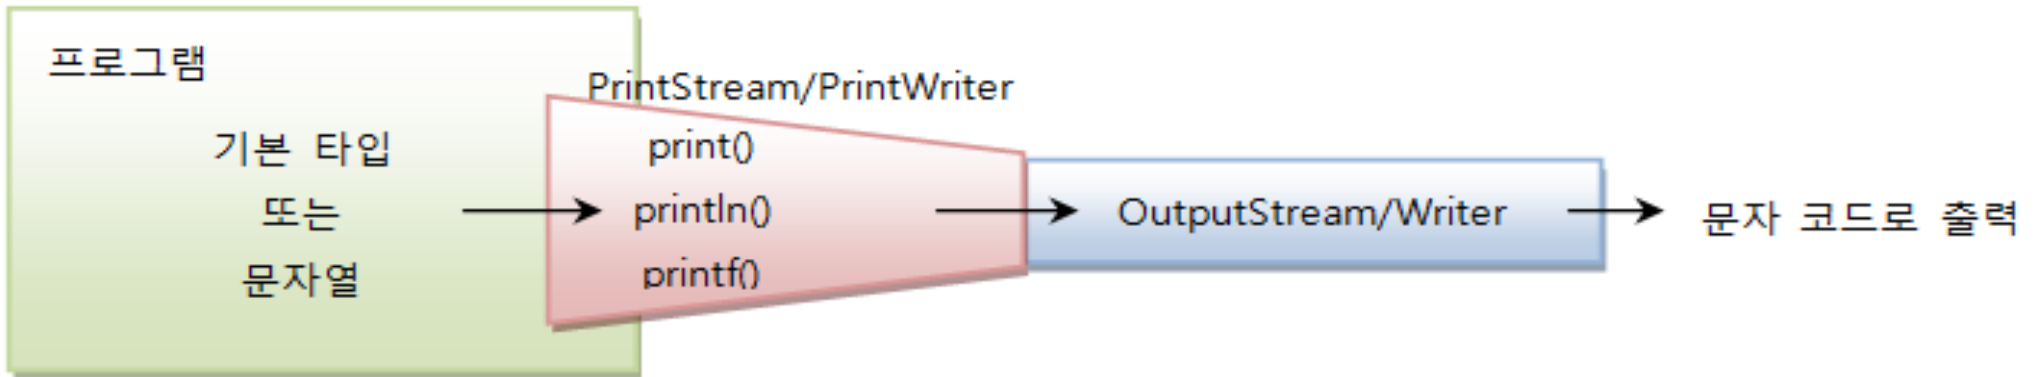 프로그램
PrintStream/PrintWriter
기본 타입
또는
문자열
print()
println()
printf()
OutputStream/Writer
문자 코드로 출력